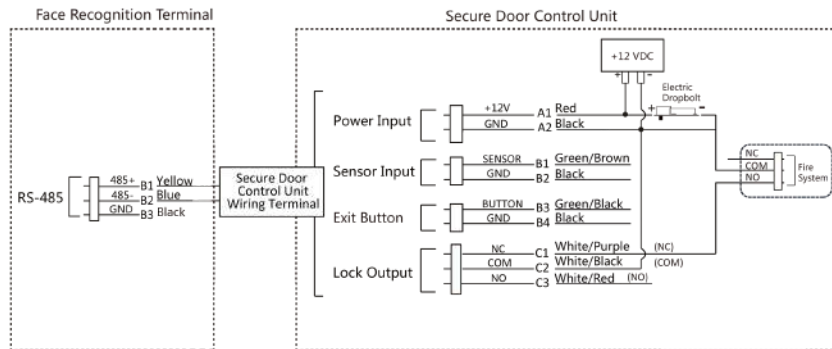 Face Recognition Terminal
Secure Door Control Unit
+12 VDC
+ -
Electric
Dropbolt
+ -
Power Input
+12V A1 Red
GND A2 Black
NC
COM
NO
Fire
System
Sensor Input
SENSOR B1 Green/Brown
GND B2 Black
RS-485
485+ B1 Yellow
485- B2 Blue
GND B3 Black
Secure Door
Control Unit
Wiring Terminal
Exit Button
BUTTON B3 Green/Black
GND B4 Black
Lock Output
NC C1 White/Purple (NC)
COM C2 White/Black (COM)
NO C3 White/Red (NO)